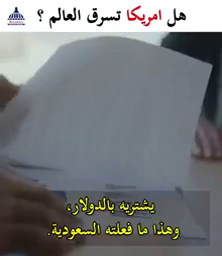 هل امريكا تسرق العالم ؟
يشتريه بالدولار،
وهذا ما فعلته السعودية.